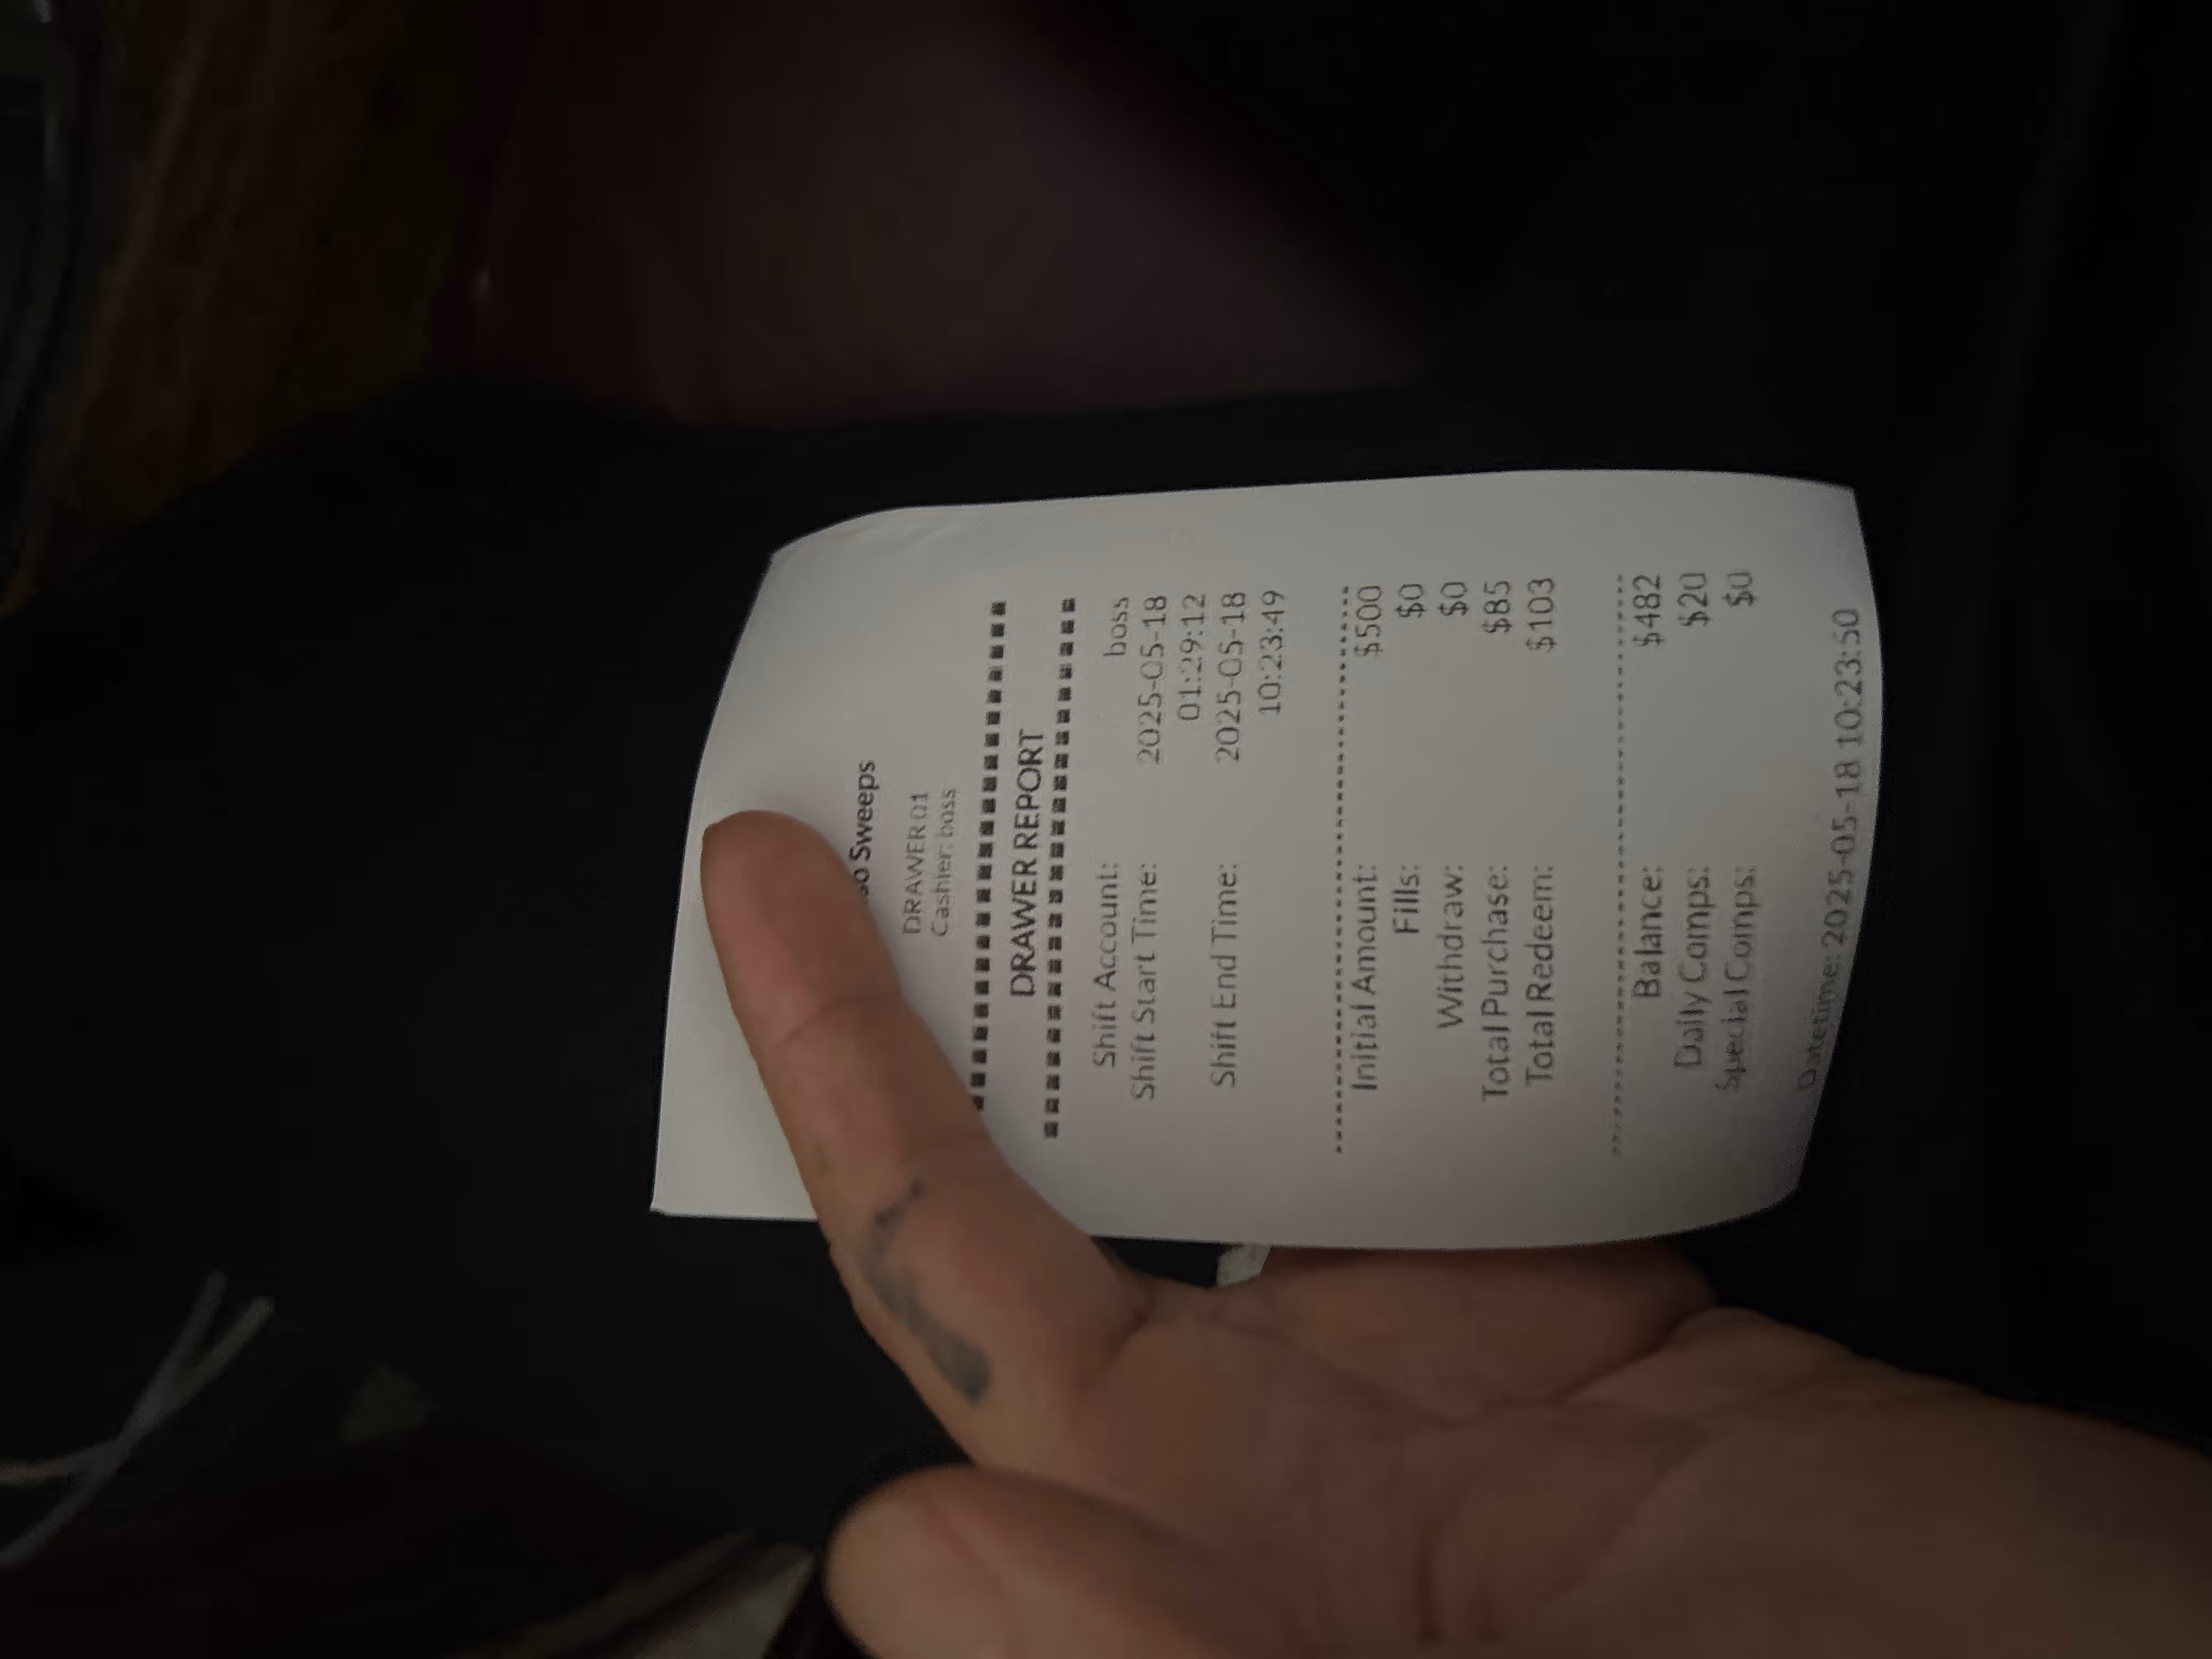 Sweeps
DRAWER 01
Cashier: boss
DRAWER REPORT
Shift Account: boss
Shift Start Time: 2025-05-18
01:29:12
Shift End Time: 2025-05-18
10:23:49
Initial Amount: $500
Fills: $0
Withdraw: $0
Total Purchase: $85
Total Redeem: $103
Balance: $482
Daily Comps: $20
Special Comps: $0
Datetime: 2025-05-18 10:23:50